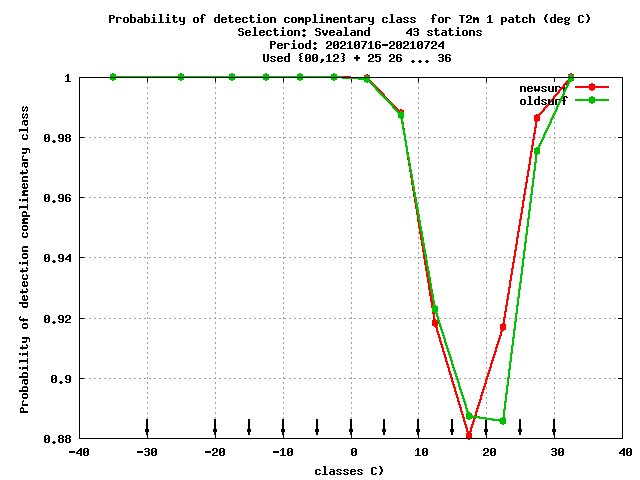 Probability of detection complimentary class  for T2m 1 patch (deg C)
Selection: Svealand     43 stations
Period: 20210716-20210724
Used {00,12} + 25 26 ... 36
newsurf
oldsurf
1
0.98
0.96
0.94
0.92
0.9
0.88
Probability of detection complimentary class
-40 -30 -20 -10 0 10 20 30 40
classes C)